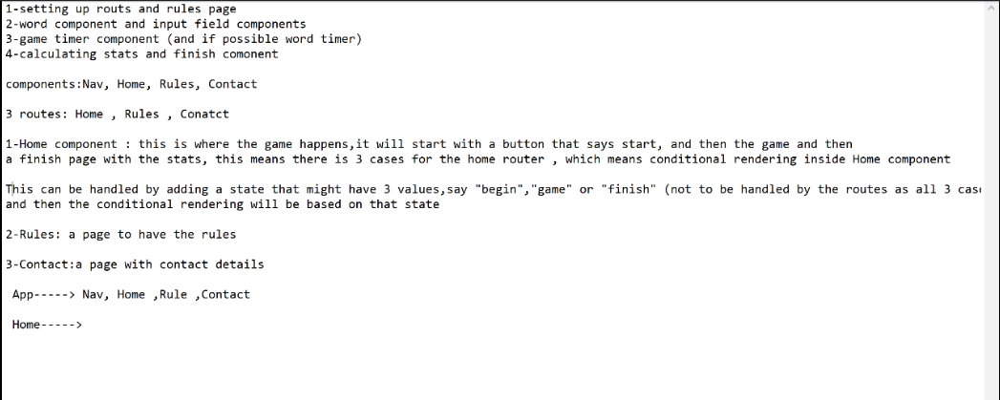 1-setting up routs and rules page
2-word component and input field components
3-game timer component (and if possible word timer)
4-calculating stats and finish comonent
components:Nav, Home, Rules, Contact
3 routes: Home , Rules , Conatct
1-Home component : this is where the game happens,it will start with a button that says start, and then the game and then
a finish page with the stats, this means there is 3 cases for the home router , which means conditional rendering inside Home component
This can be handled by adding a state that might have 3 values,say "begin","game" or "finish" (not to be handled by the routes as all 3
and then the conditional rendering will be based on that state
2-Rules: a page to have the rules
3-Contact:a page with contact details
App-----> Nav, Home ,Rule ,Contact
Home----->